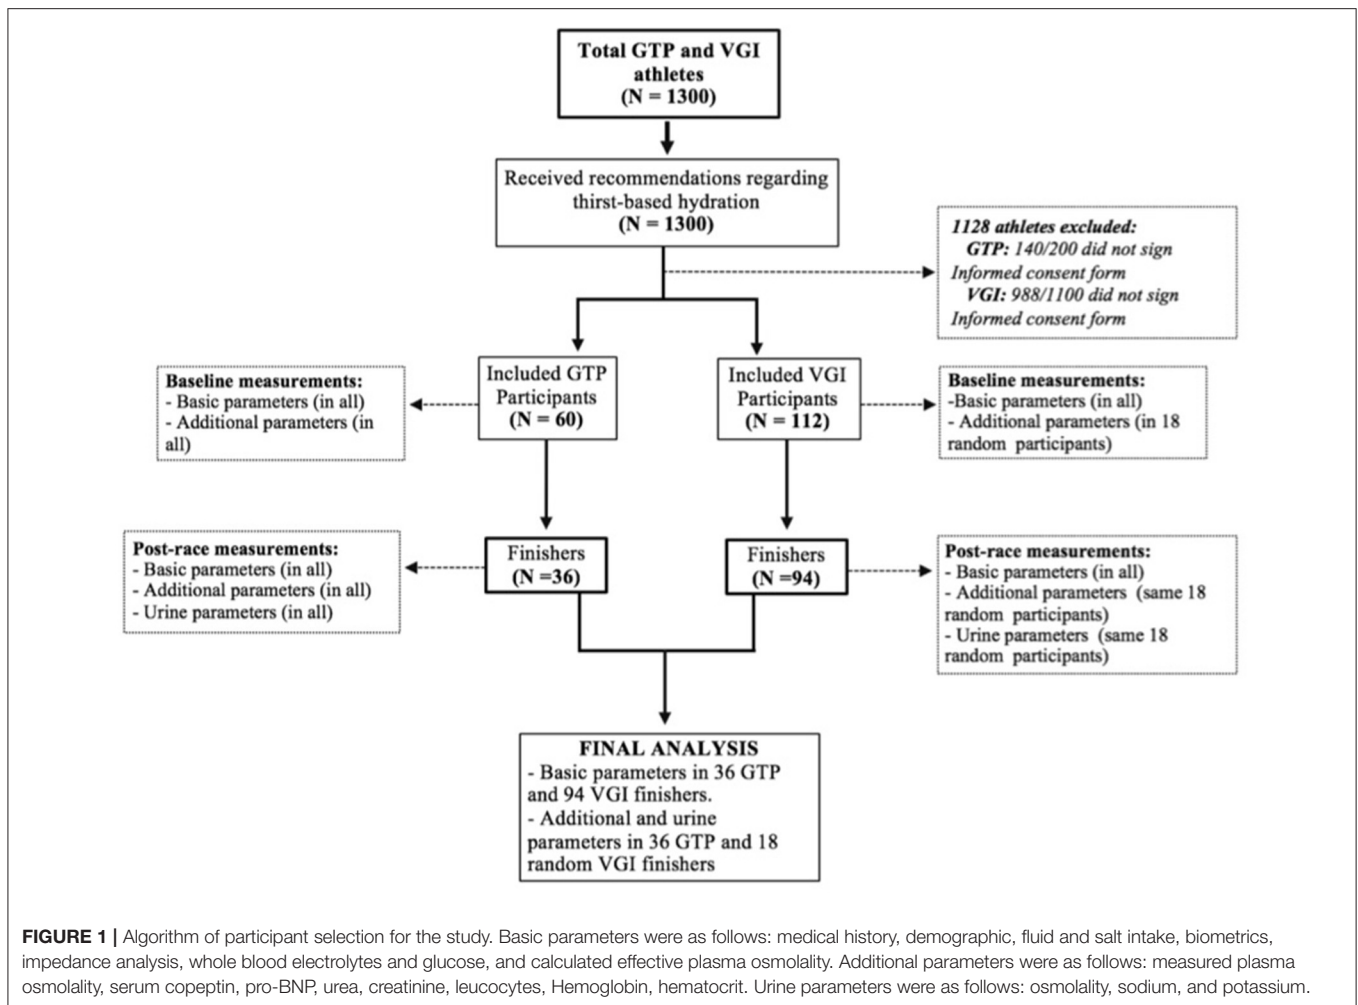 Total GTP and VGI
athletes
(N = 1300)
Received recommendations regarding
thirst-based hydration
(N = 1300)
1128 athletes excluded:
GTP: 140/200 did not sign
Informed consent form
VGI: 988/1100 did not sign
Informed consent form
Included GTP
Participants
(N = 60)
Included VGI
Participants
(N = 112)
Baseline measurements:
- Basic parameters (in all)
- Additional parameters (in
all)
Baseline measurements:
-Basic parameters (in all)
- Additional parameters (in 18
random participants)
Finishers
(N =36)
Finishers
(N =94)
Post-race measurements:
- Basic parameters (in all)
- Additional parameters (in all)
- Urine parameters (in all)
Post-race measurements:
- Basic parameters (in all)
- Additional parameters (same 18
random participants)
- Urine parameters (same 18
random participants)
FINAL ANALYSIS
- Basic parameters in 36 GTP
and 94 VGI finishers.
- Additional and urine
parameters in 36 GTP and 18
random VGI finishers
FIGURE 1 | Algorithm of participant selection for the study. Basic parameters were as follows: medical history, demographic, fluid and salt intake, biometrics,
impedance analysis, whole blood electrolytes and glucose, and calculated effective plasma osmolality. Additional parameters were as follows: measured plasma
osmolality, serum copeptin, pro-BNP, urea, creatinine, leucocytes, Hemoglobin, hematocrit. Urine parameters were as follows: osmolality, sodium, and potassium.